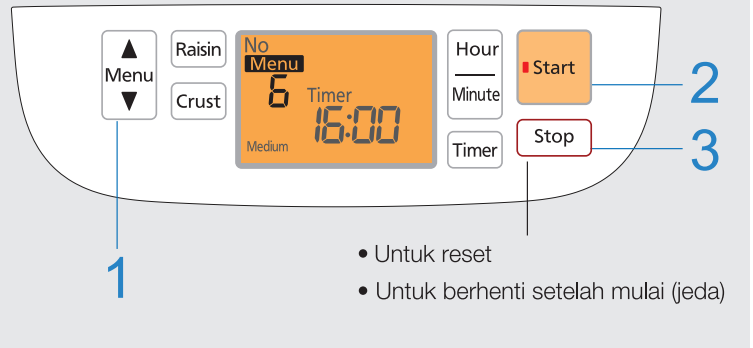 ▲
Menu
▼
Raisin
Crust
No
Menu
6
Timer
16:00
Medium
Hour
Minute
Timer
Start
Stop
1
2
3
• Untuk reset
• Untuk berhenti setelah mulai (jeda)